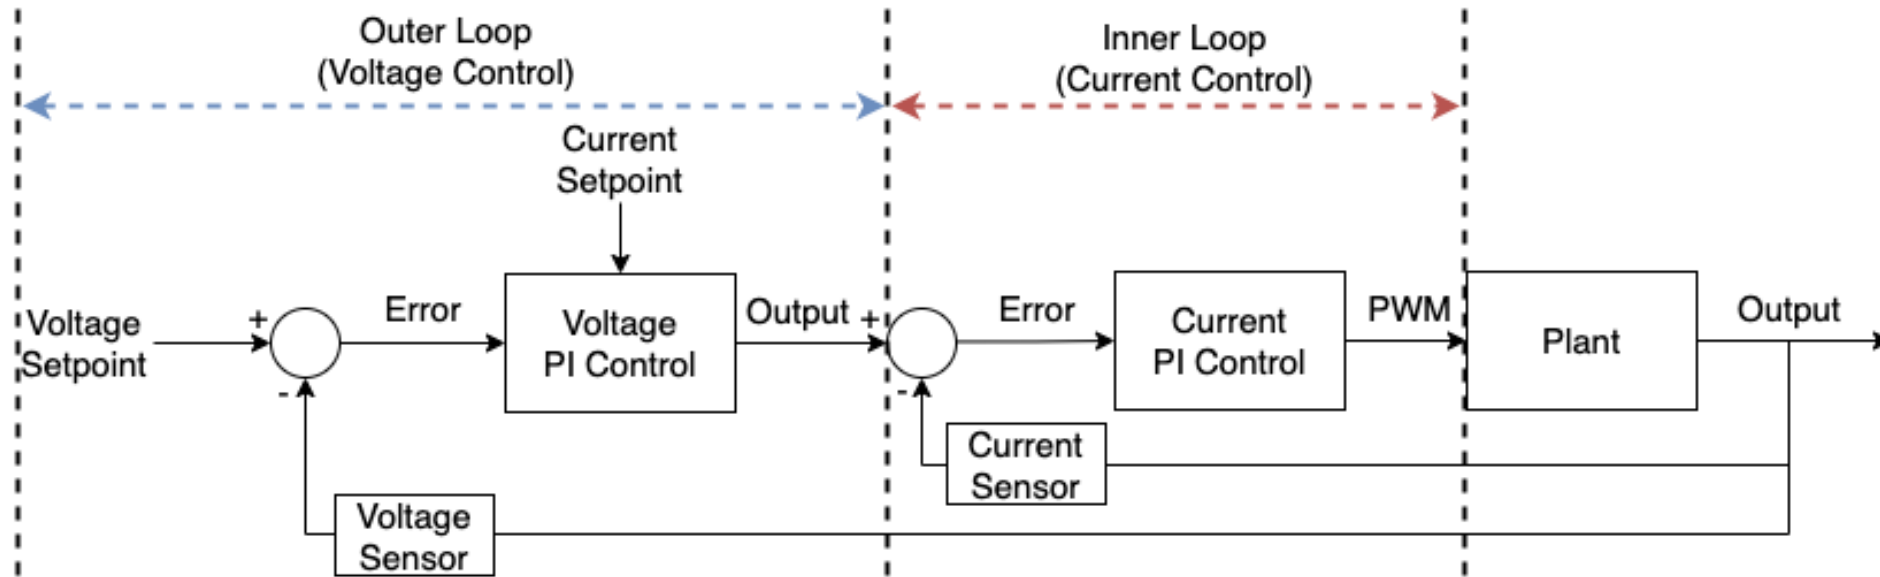 Outer Loop
(Voltage Control)
Inner Loop
(Current Control)
Current
Setpoint
Voltage
Setpoint
+
-
Error
Voltage
PI Control
Output
+
-
Error
Current
PI Control
PWM
Plant
Output
Current
Sensor
Voltage
Sensor